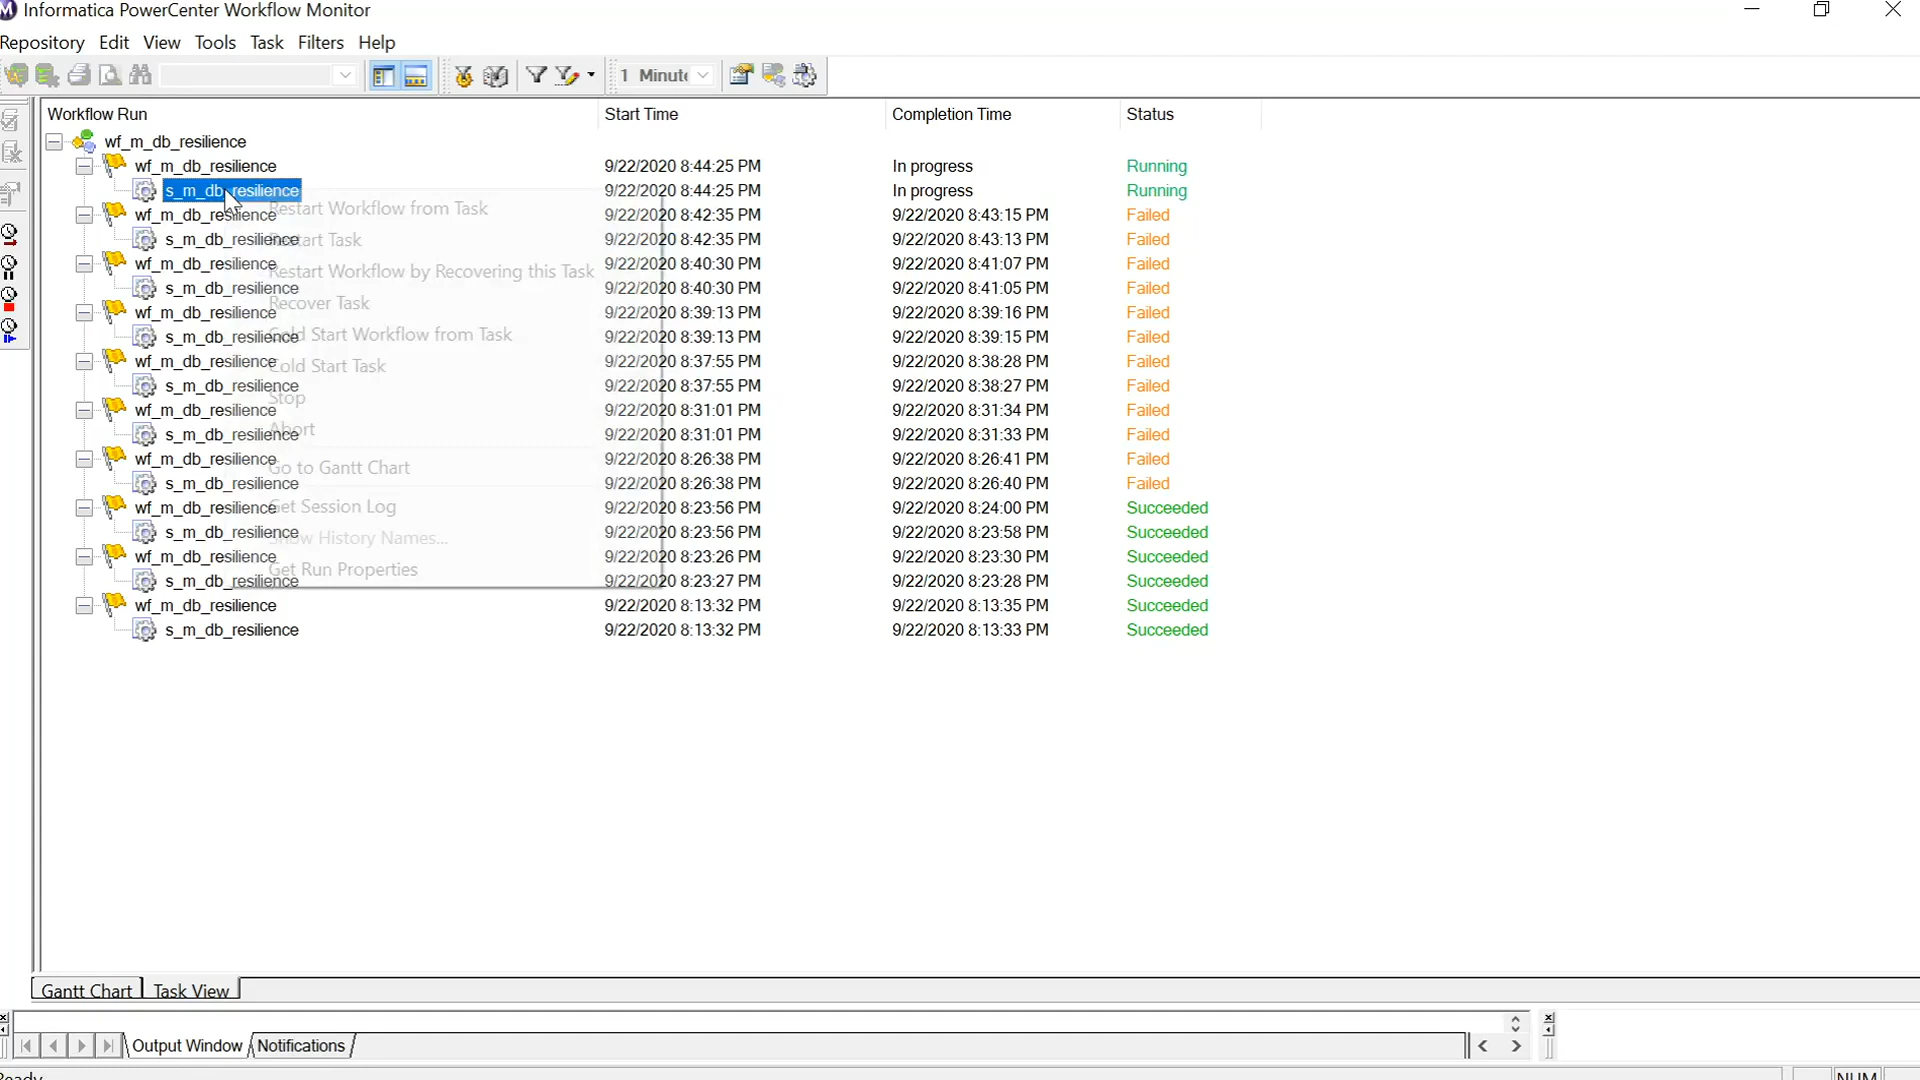 Informatica PowerCenter Workflow Monitor
Repository Edit View Tools Task Filters Help
1 Minute
Workflow Run Start Time Completion Time Status
wf_m_db_resilience
wf_m_db_resilience 9/22/2020 8:44:25 PM In progress Running
s_m_db_resilience 9/22/2020 8:44:25 PM In progress Running
Restart Workflow from Task
wf_m_db_resilience 9/22/2020 8:42:35 PM 9/22/2020 8:43:15 PM Failed
Restart Task
s_m_db_resilience 9/22/2020 8:42:35 PM 9/22/2020 8:43:13 PM Failed
Restart Workflow by Recovering this Task
wf_m_db_resilience 9/22/2020 8:40:30 PM 9/22/2020 8:41:07 PM Failed
s_m_db_resilience 9/22/2020 8:40:30 PM 9/22/2020 8:41:05 PM Failed
Recover Task
wf_m_db_resilience 9/22/2020 8:39:13 PM 9/22/2020 8:39:16 PM Failed
Cold Start Workflow from Task
s_m_db_resilience 9/22/2020 8:39:13 PM 9/22/2020 8:39:15 PM Failed
Cold Start Task
wf_m_db_resilience 9/22/2020 8:37:55 PM 9/22/2020 8:38:28 PM Failed
s_m_db_resilience 9/22/2020 8:37:55 PM 9/22/2020 8:38:27 PM Failed
Stop
wf_m_db_resilience 9/22/2020 8:31:01 PM 9/22/2020 8:31:34 PM Failed
Abort
s_m_db_resilience 9/22/2020 8:31:01 PM 9/22/2020 8:31:33 PM Failed
Go to Gantt Chart
wf_m_db_resilience 9/22/2020 8:26:38 PM 9/22/2020 8:26:41 PM Failed
s_m_db_resilience 9/22/2020 8:26:38 PM 9/22/2020 8:26:40 PM Failed
Get Session Log
wf_m_db_resilience 9/22/2020 8:23:56 PM 9/22/2020 8:24:00 PM Succeeded
Show History Names...
s_m_db_resilience 9/22/2020 8:23:56 PM 9/22/2020 8:23:58 PM Succeeded
Get Run Properties
wf_m_db_resilience 9/22/2020 8:23:26 PM 9/22/2020 8:23:30 PM Succeeded
s_m_db_resilience 9/22/2020 8:23:27 PM 9/22/2020 8:23:28 PM Succeeded
wf_m_db_resilience 9/22/2020 8:13:32 PM 9/22/2020 8:13:35 PM Succeeded
s_m_db_resilience 9/22/2020 8:13:32 PM 9/22/2020 8:13:33 PM Succeeded
Gantt Chart Task View
Output Window Notifications
Ready NUM